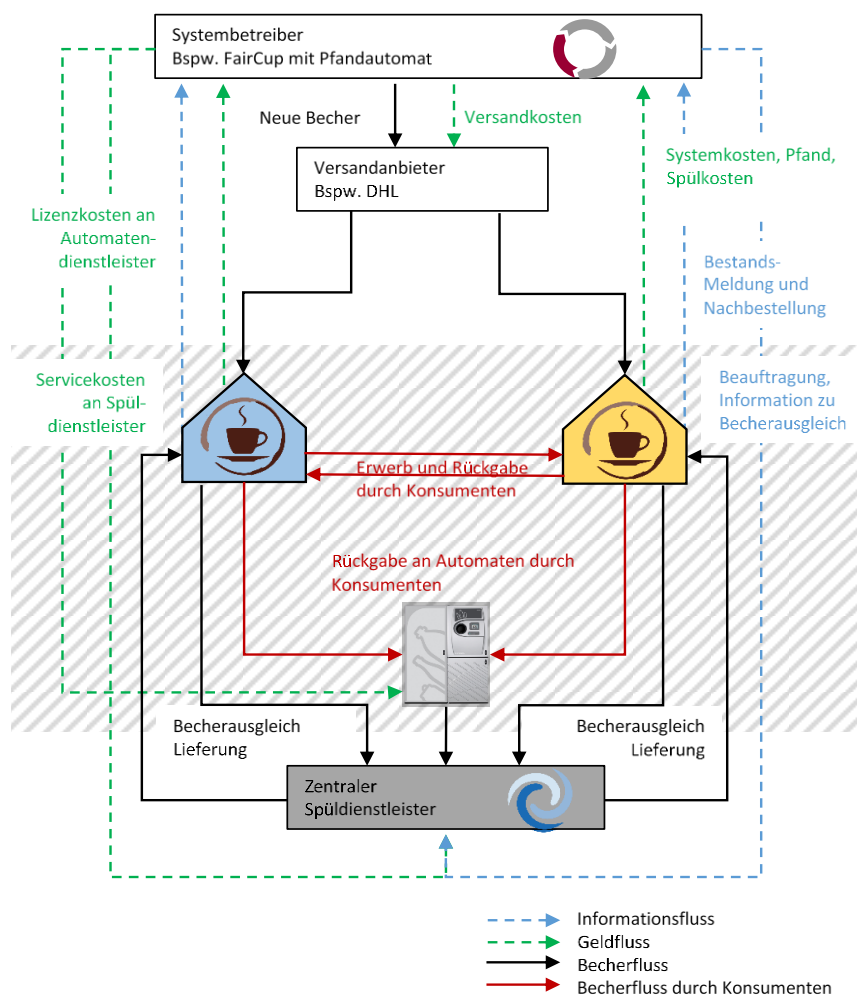 Systembetreiber
Bspw. FairCup mit Pfandautomat
Neue Becher
Versandkosten
Versandanbieter
Bspw. DHL
Systemkosten, Pfand,
Spülkosten
Lizenzkosten an
Automaten-
dienstleister
Bestands-
Meldung und
Nachbestellung
Servicekosten
an Spül-
dienstleister
Beauftragung,
Information zu
Becherausgleich
Erwerb und Rückgabe
durch Konsumenten
Rückgabe an Automaten durch
Konsumenten
Becherausgleich
Lieferung
Becherausgleich
Lieferung
Zentraler
Spüldienstleister
Informationsfluss
Geldfluss
Becherfluss
Becherfluss durch Konsumenten